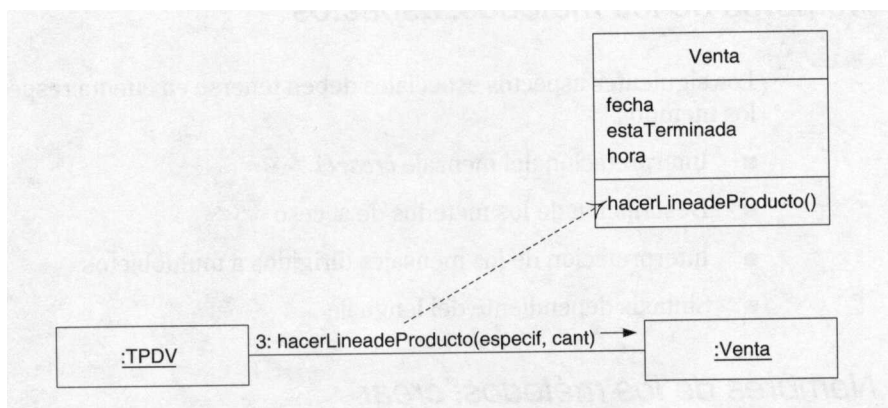 Venta
fecha
estaTerminada
hora
hacerLineadeProducto()
:TPDV
3: hacerLineadeProducto(especif, cant)
:Venta